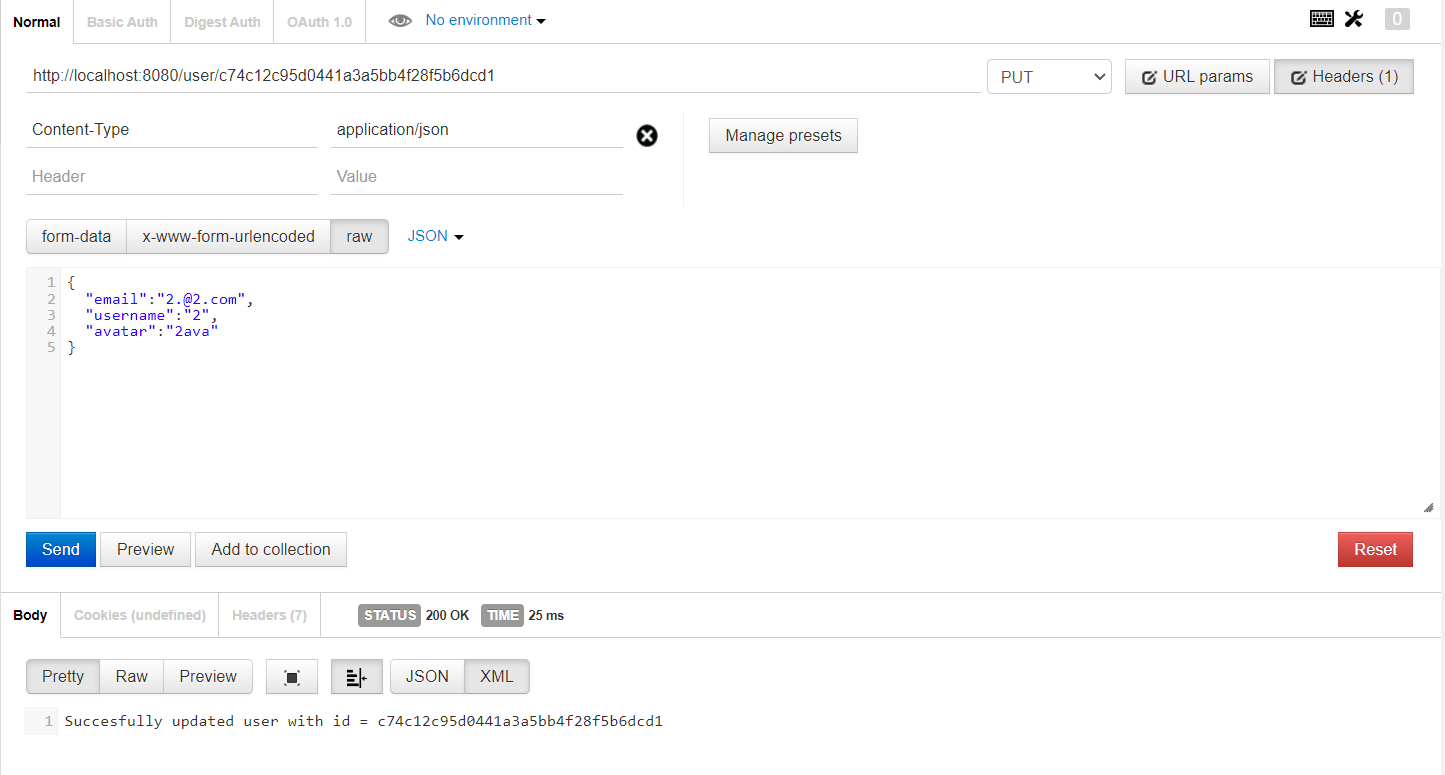 Normal Basic Auth Digest Auth OAuth 1.0 No environment 0
http://localhost:8080/user/c74c12c95d0441a3a5bb4f28f5b6dcd1 PUT URL params Headers (1)
Content-Type application/json Manage presets
Header Value
form-data x-www-form-urlencoded raw JSON
1 {
2 "email":"2.@2.com",
3 "username":"2",
4 "avatar":"2ava"
5 }
Send Preview Add to collection Reset
Body Cookies (undefined) Headers (7) STATUS 200 OK TIME 25 ms
Pretty Raw Preview JSON XML
1 Succesfully updated user with id = c74c12c95d0441a3a5bb4f28f5b6dcd1